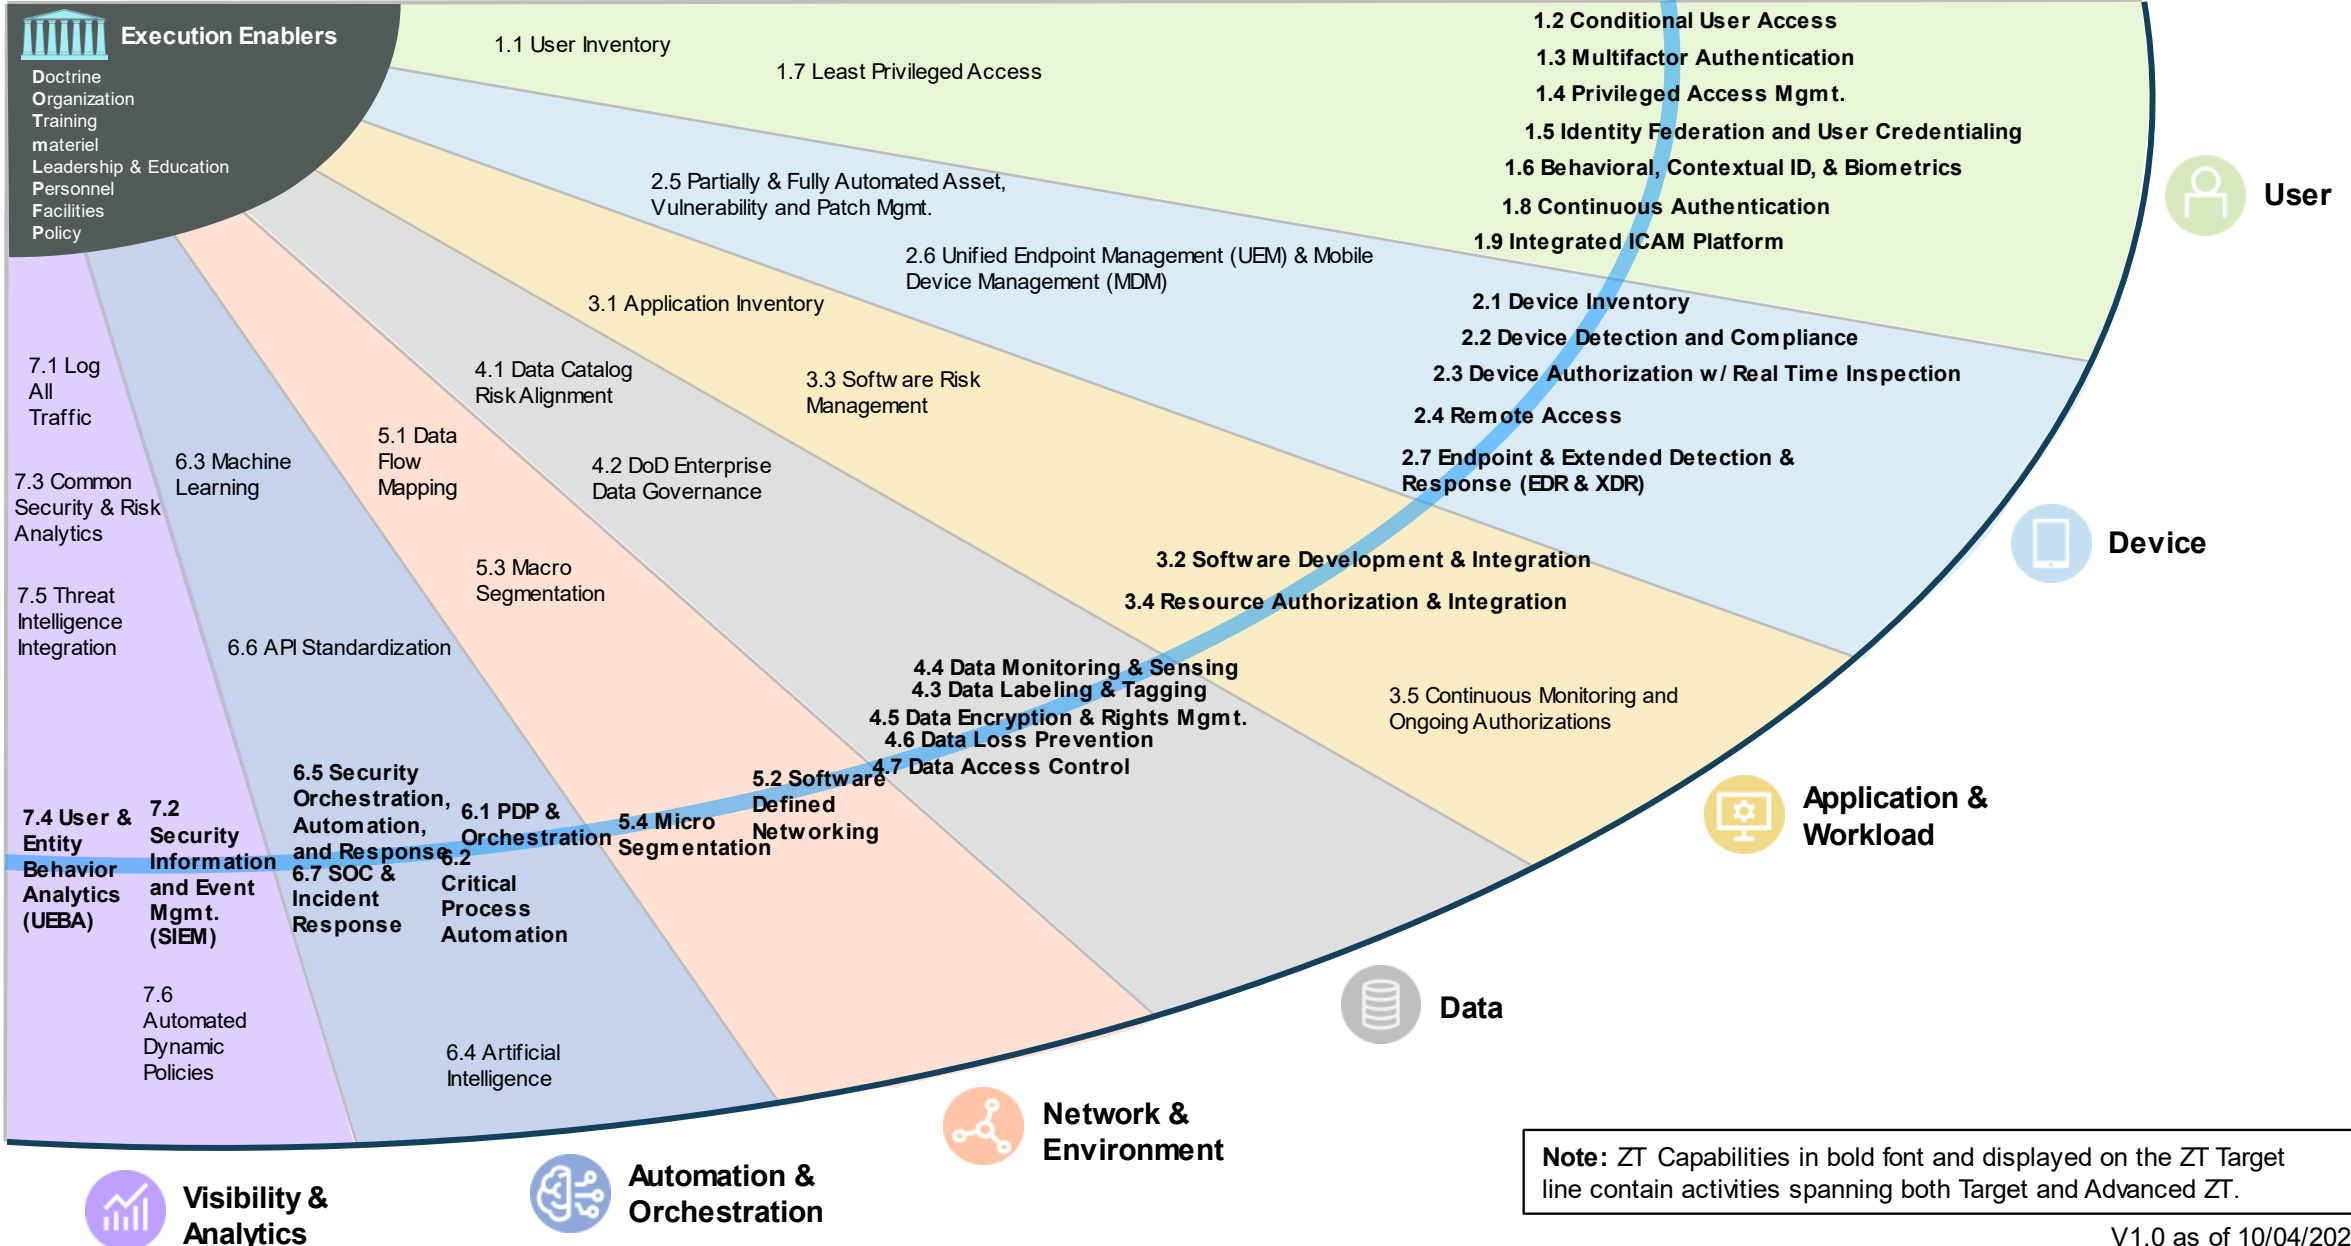 Execution Enablers
Doctrine
Organization
Training
materiel
Leadership & Education
Personnel
Facilities
Policy
1.1 User Inventory
1.7 Least Privileged Access
1.2 Conditional User Access
1.3 Multifactor Authentication
1.4 Privileged Access Mgmt.
1.5 Identity Federation and User Credentialing
1.6 Behavioral, Contextual ID, & Biometrics
1.8 Continuous Authentication
1.9 Integrated ICAM Platform
User
2.5 Partially & Fully Automated Asset,
Vulnerability and Patch Mgmt.
2.6 Unified Endpoint Management (UEM) & Mobile
Device Management (MDM)
2.1 Device Inventory
2.2 Device Detection and Compliance
2.3 Device Authorization w/ Real Time Inspection
2.4 Remote Access
2.7 Endpoint & Extended Detection &
Response (EDR & XDR)
Device
3.1 Application Inventory
3.3 Software Risk
Management
3.2 Software Development & Integration
3.4 Resource Authorization & Integration
3.5 Continuous Monitoring and
Ongoing Authorizations
Application &
Workload
4.1 Data Catalog
Risk Alignment
4.2 DoD Enterprise
Data Governance
4.4 Data Monitoring & Sensing
4.3 Data Labeling & Tagging
4.5 Data Encryption & Rights Mgmt.
4.6 Data Loss Prevention
4.7 Data Access Control
Data
5.1 Data
Flow
Mapping
5.3 Macro
Segmentation
5.2 Software
Defined
Networking
5.4 Micro
Segmentation
Network &
Environment
6.3 Machine
Learning
6.6 API Standardization
6.5 Security
Orchestration,
Automation,
and Response
6.1 PDP &
Orchestration
6.7 SOC &
Incident
Response
6.2
Critical
Process
Automation
6.4 Artificial
Intelligence
Automation &
Orchestration
7.1 Log
All
Traffic
7.3 Common
Security & Risk
Analytics
7.5 Threat
Intelligence
Integration
7.4 User &
Entity
Behavior
Analytics
(UEBA)
7.2
Security
Information
and Event
Mgmt.
(SIEM)
7.6
Automated
Dynamic
Policies
Visibility &
Analytics
Note: ZT Capabilities in bold font and displayed on the ZT Target
line contain activities spanning both Target and Advanced ZT.
V1.0 as of 10/04/202